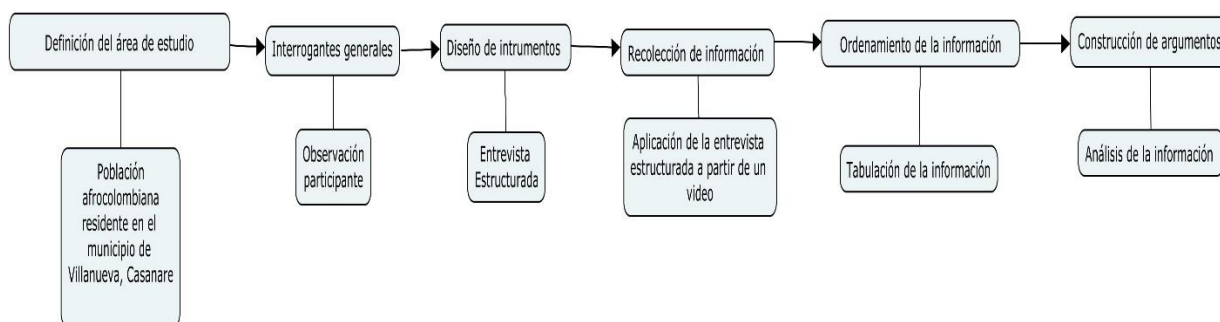 Definición del área de estudio
Interrogantes generales
Diseño de intrumentos
Recolección de información
Ordenamiento de la información
Construcción de argumentos
Población
afrocolombiana
residente en el
municipio de
Villanueva, Casanare
Observación
participante
Entrevista
Estructurada
Aplicación de la entrevista
estructurada a partir de un
video
Tabulación de la información
Análisis de la información